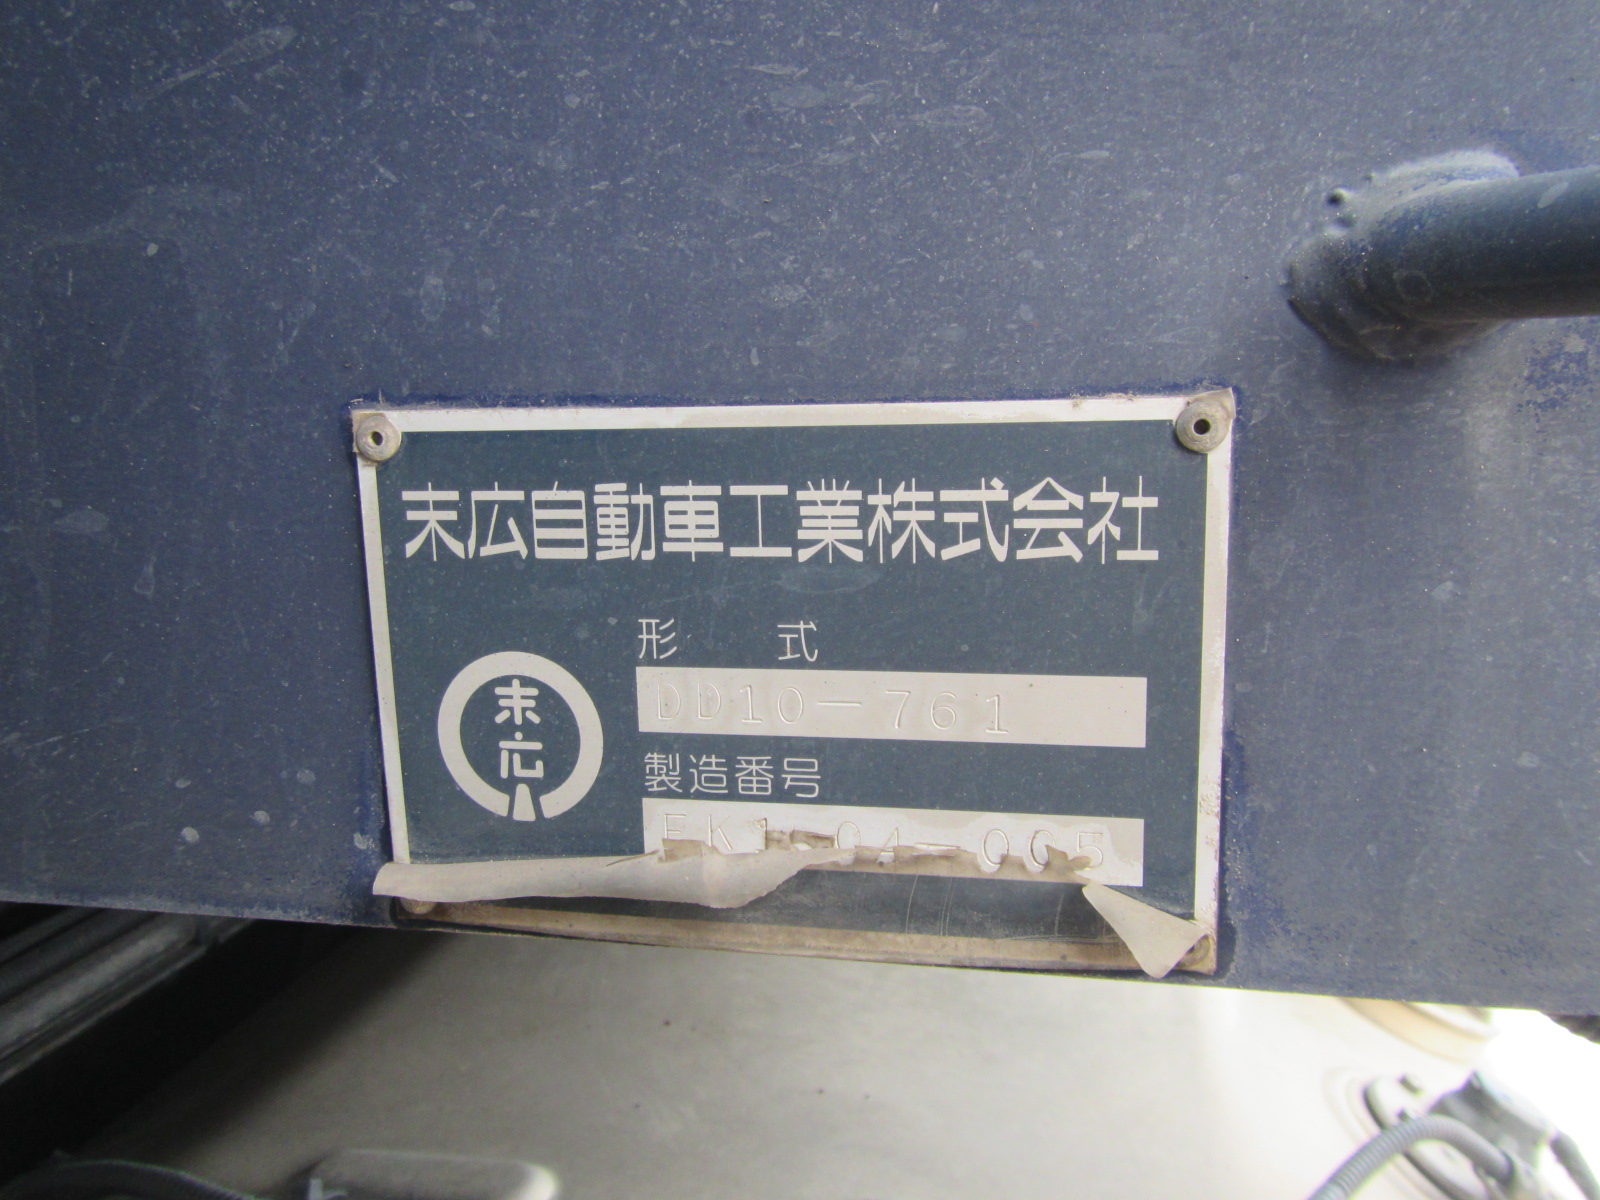 末広自動車工業株式会社
形 式
末広
DD10-761
製造番号